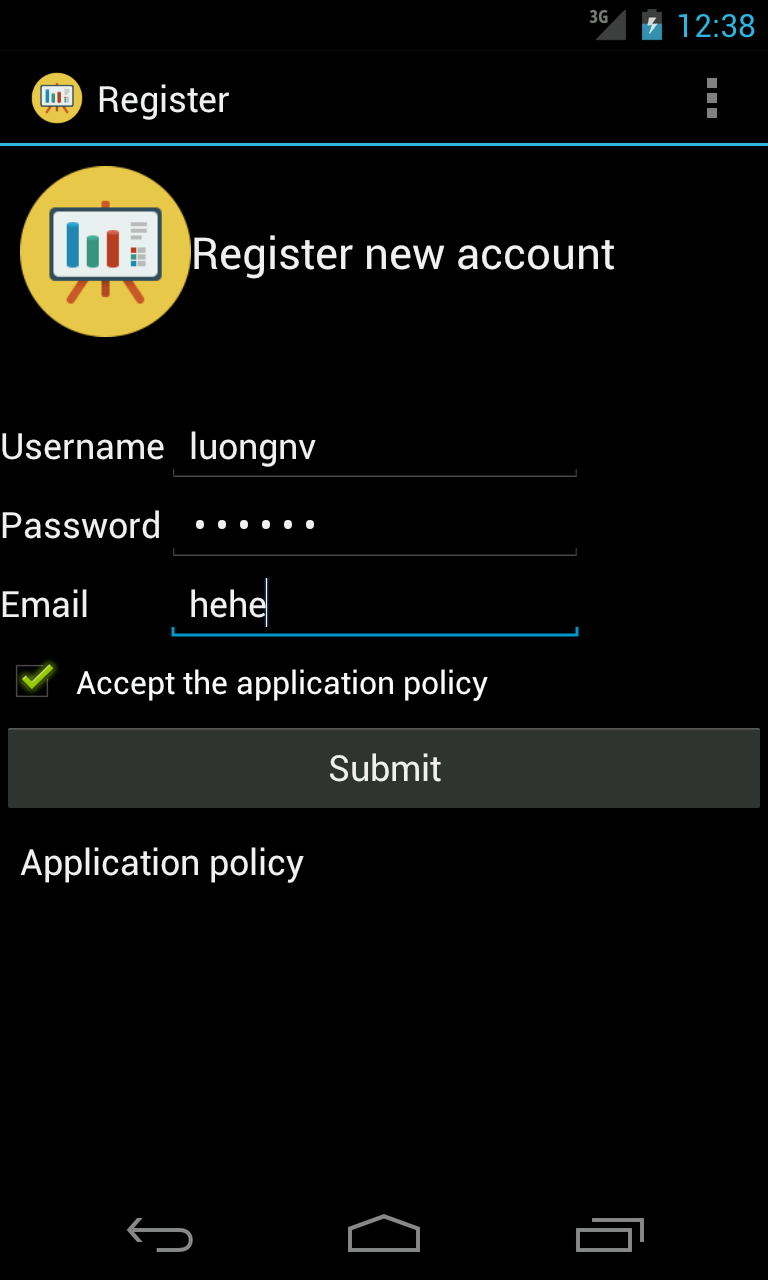 3G 12:38
Register
Register new account
Username luongnv
Password ••••••
Email hehe
Accept the application policy
Submit
Application policy